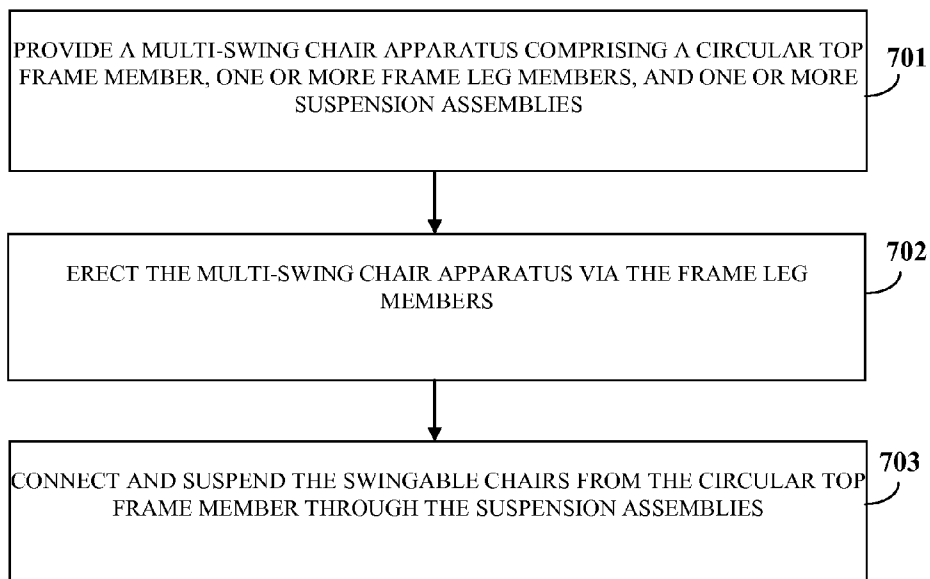 PROVIDE A MULTI-SWING CHAIR APPARATUS COMPRISING A CIRCULAR TOP
FRAME MEMBER, ONE OR MORE FRAME LEG MEMBERS, AND ONE OR MORE
SUSPENSION ASSEMBLIES
701
ERECT THE MULTI-SWING CHAIR APPARATUS VIA THE FRAME LEG
MEMBERS
702
CONNECT AND SUSPEND THE SWINGABLE CHAIRS FROM THE CIRCULAR TOP
FRAME MEMBER THROUGH THE SUSPENSION ASSEMBLIES
703